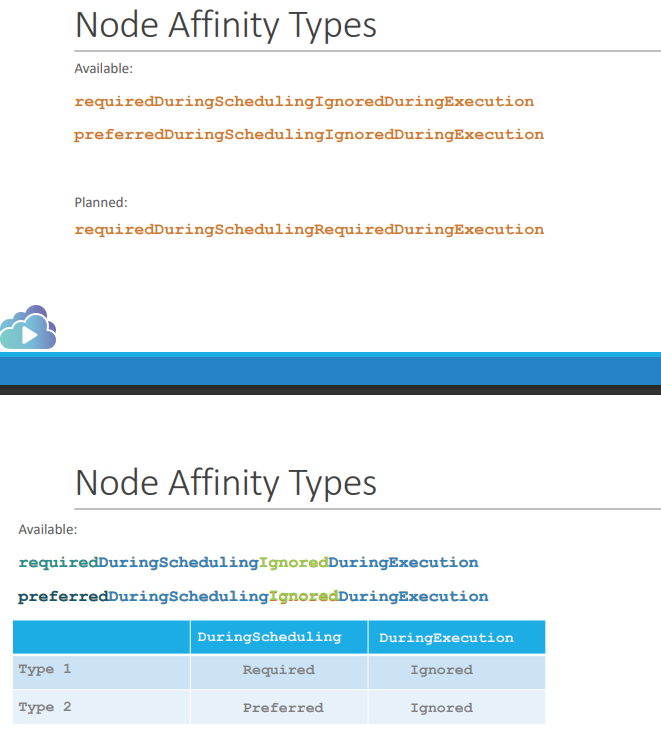 Node Affinity Types
Available:
requiredDuringSchedulingIgnoredDuringExecution
preferredDuringSchedulingIgnoredDuringExecution
Planned:
requiredDuringSchedulingRequiredDuringExecution
Node Affinity Types
Available:
requiredDuringSchedulingIgnoredDuringExecution
preferredDuringSchedulingIgnoredDuringExecution
DuringScheduling DuringExecution
Type 1 Required Ignored
Type 2 Preferred Ignored